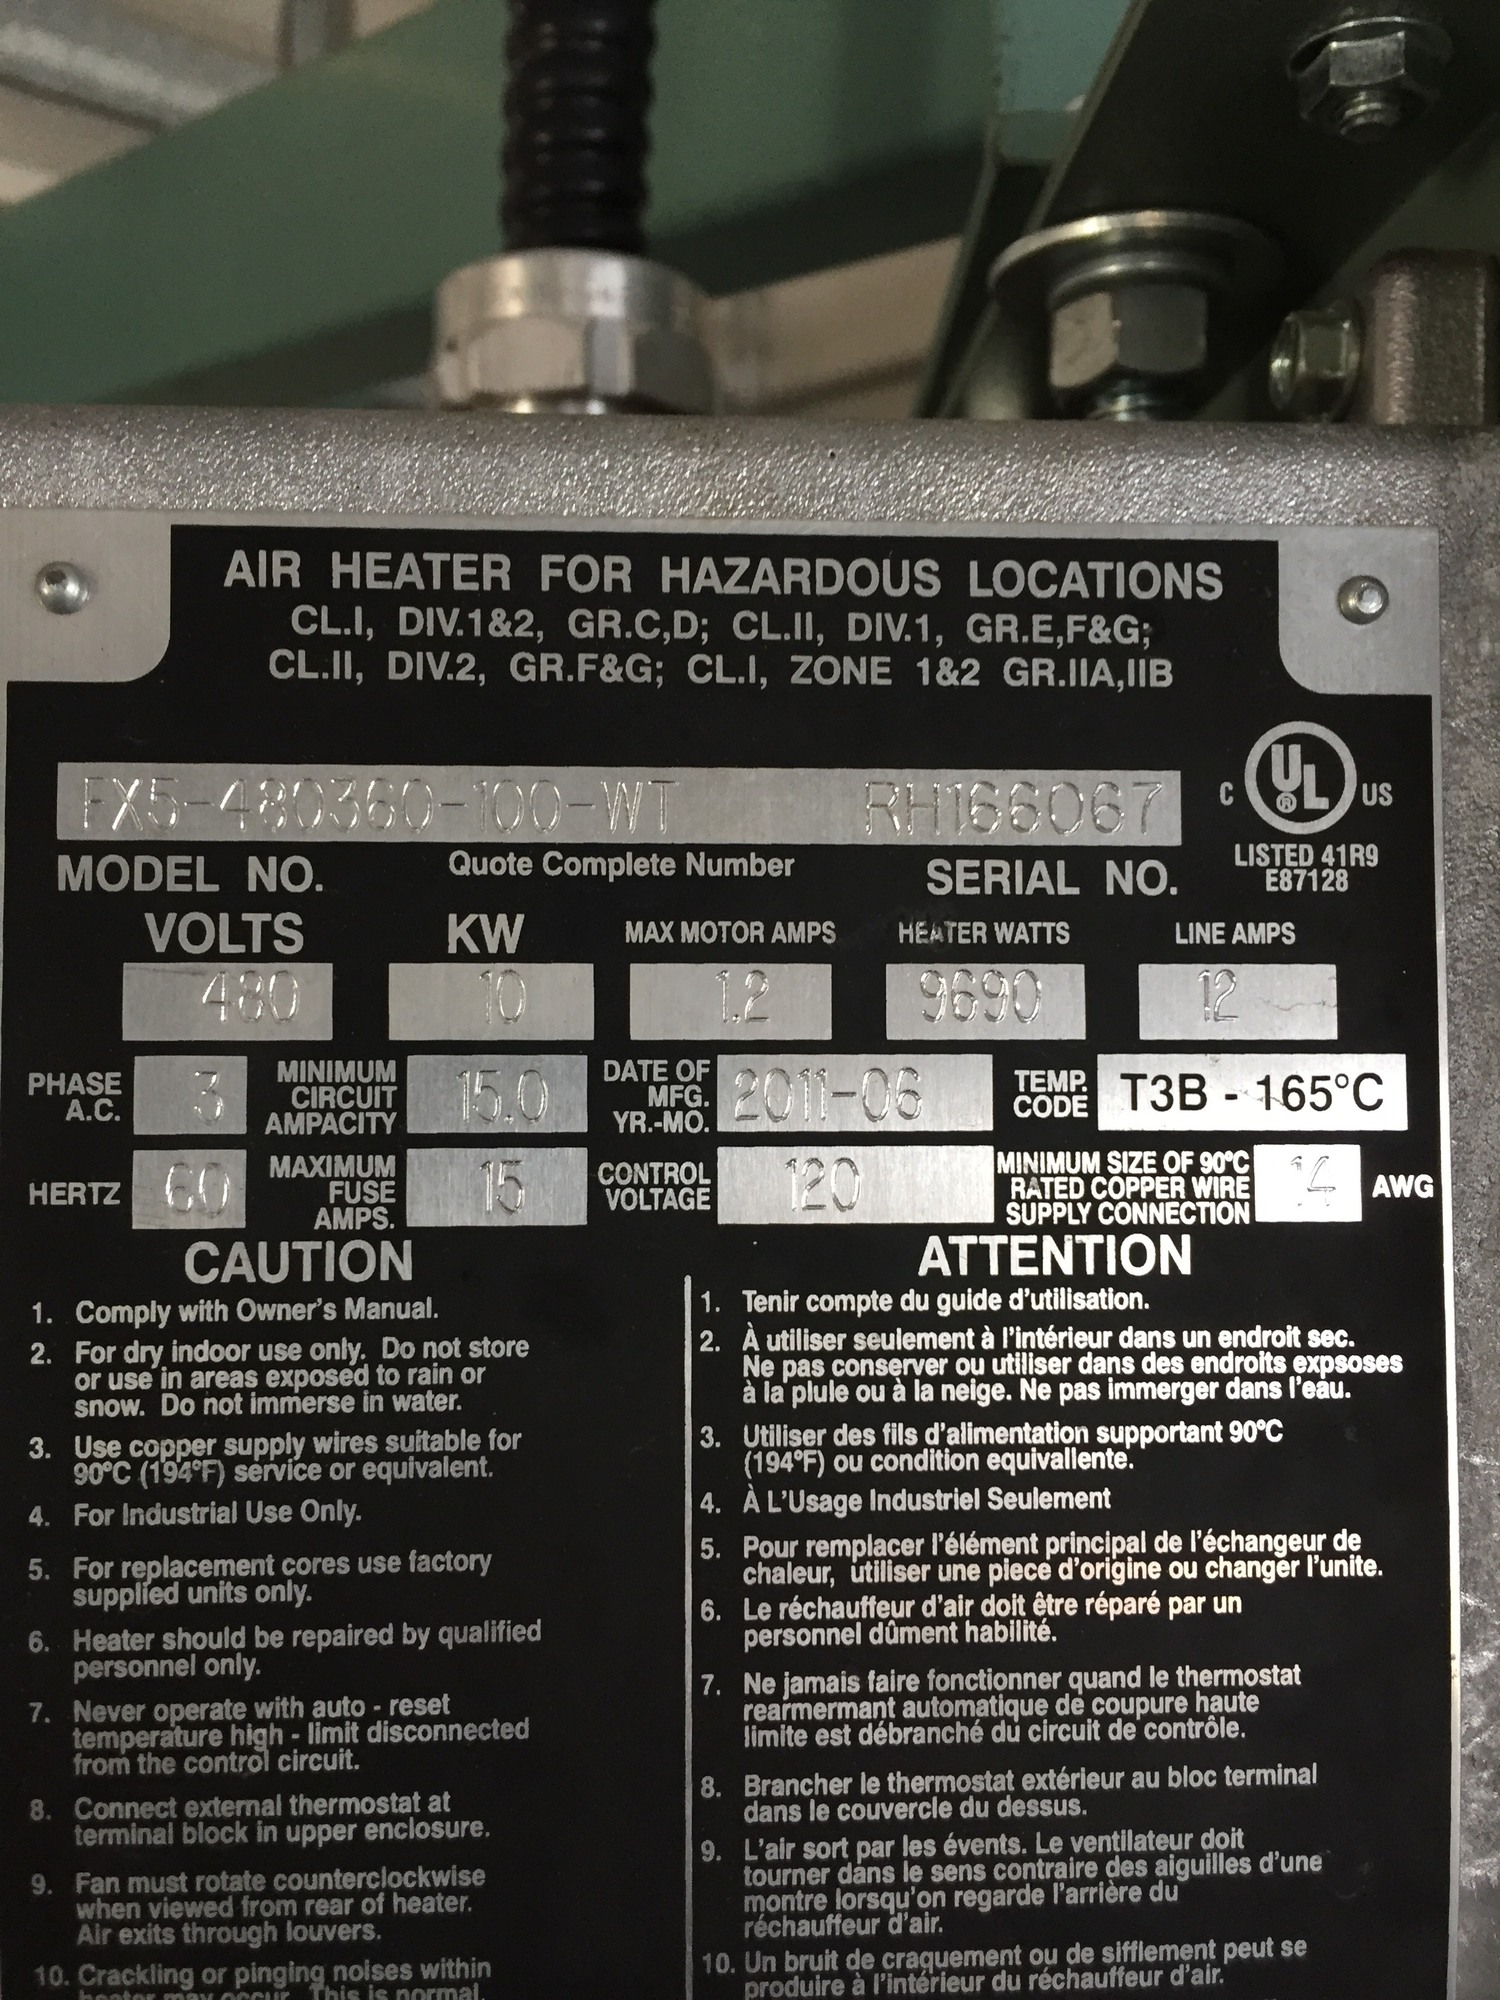 AIR HEATER FOR HAZARDOUS LOCATIONS
CL.I, DIV.1&2, GR.C,D; CL.II, DIV.1, GR.E,F&G;
CL.II, DIV.2, GR.F&G; CL.I, ZONE 1&2 GR.IIA,IIB
FX5-480360-100-WT RH166067
C UL ® US
MODEL NO. Quote Complete Number SERIAL NO.
LISTED 41R9
E87128
VOLTS KW MAX MOTOR AMPS HEATER WATTS LINE AMPS
480 10 1.2 9690 12
PHASE A.C. 3
MINIMUM CIRCUIT AMPACITY 15.0
DATE OF MFG. YR.-MO. 2011-06
TEMP. CODE T3B - 165°C
HERTZ 60
MAXIMUM FUSE AMPS. 15
CONTROL VOLTAGE 120
MINIMUM SIZE OF 90°C RATED COPPER WIRE SUPPLY CONNECTION 14 AWG
CAUTION
1. Comply with Owner's Manual.
2. For dry indoor use only. Do not store
or use in areas exposed to rain or
snow. Do not immerse in water.
3. Use copper supply wires suitable for
90°C (194°F) service or equivalent.
4. For Industrial Use Only.
5. For replacement cores use factory
supplied units only.
6. Heater should be repaired by qualified
personnel only.
7. Never operate with auto - reset
temperature high - limit disconnected
from the control circuit.
8. Connect external thermostat at
terminal block in upper enclosure.
9. Fan must rotate counterclockwise
when viewed from rear of heater.
Air exits through louvers.
10. Crackling or pinging noises within
heater may occur. This is normal.
ATTENTION
1. Tenir compte du guide d'utilisation.
2. À utiliser seulement à l'intérieur dans un endroit sec.
Ne pas conserver ou utiliser dans des endroits expsoses
à la pluie ou à la neige. Ne pas immerger dans l'eau.
3. Utiliser des fils d'alimentation supportant 90°C
(194°F) ou condition equivallente.
4. À L'Usage Industriel Seulement
5. Pour remplacer l'élément principal de l'échangeur de
chaleur, utiliser une piece d'origine ou changer l'unite.
6. Le réchauffeur d'air doit être réparé par un
personnel dûment habilité.
7. Ne jamais faire fonctionner quand le thermostat
rearmermant automatique de coupure haute
limite est débranché du circuit de contrôle.
8. Brancher le thermostat extérieur au bloc terminal
dans le couvercle du dessus.
9. L'air sort par les évents. Le ventilateur doit
tourner dans le sens contraire des aiguilles d'une
montre lorsqu'on regarde l'arrière du
réchauffeur d'air.
10. Un bruit de craquement ou de sifflement peut se
produire à l'intérieur du réchauffeur d'air.